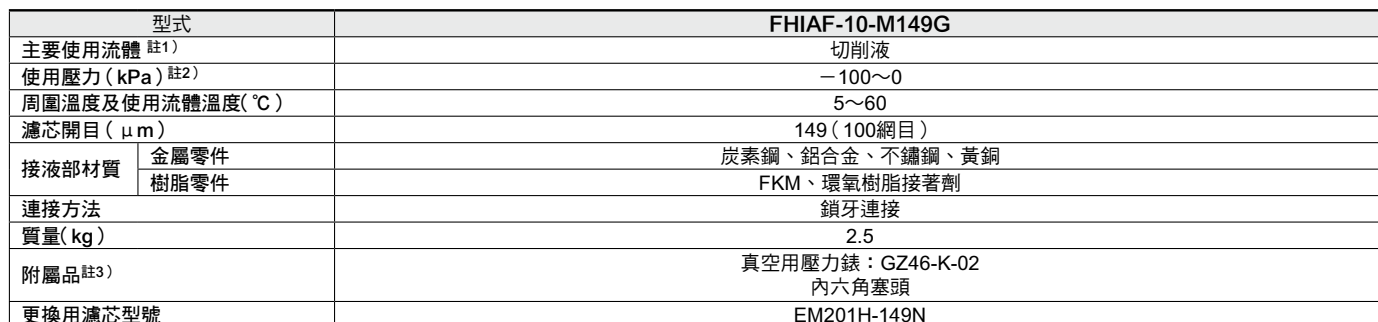 型式 FHIAF-10-M149G
主要使用流體 註1） 切削液
使用壓力（kPa）註2） －100～0
周圍溫度及使用流體溫度（℃） 5～60
濾芯開目（μm） 149（100網目）
接液部材質 金屬零件 炭素鋼、鋁合金、不鏽鋼、黃銅
樹脂零件 FKM、環氧樹脂接著劑
連接方法 鎖牙連接
質量（kg） 2.5
附屬品註3） 真空用壓力錶：GZ46-K-02
內六角塞頭
更換用濾芯型號 EM201H-149N